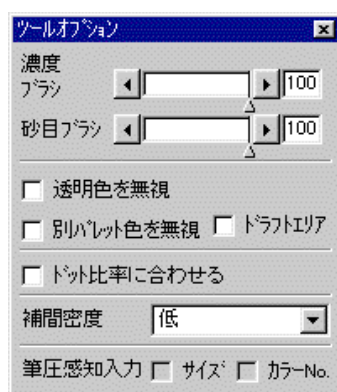 ﾂｰﾙｵﾌﾟｼｮﾝ
濃度
ﾌﾞﾗｼ 100
砂目ﾌﾞﾗｼ 100
透明色を無視
別ﾊﾟﾚｯﾄ色を無視 ﾄﾞﾗﾌﾄｴﾘｱ
ﾄﾞｯﾄ比率に合わせる
補間密度 低
筆圧感知入力 ｻｲｽﾞ ｶﾗｰNo.